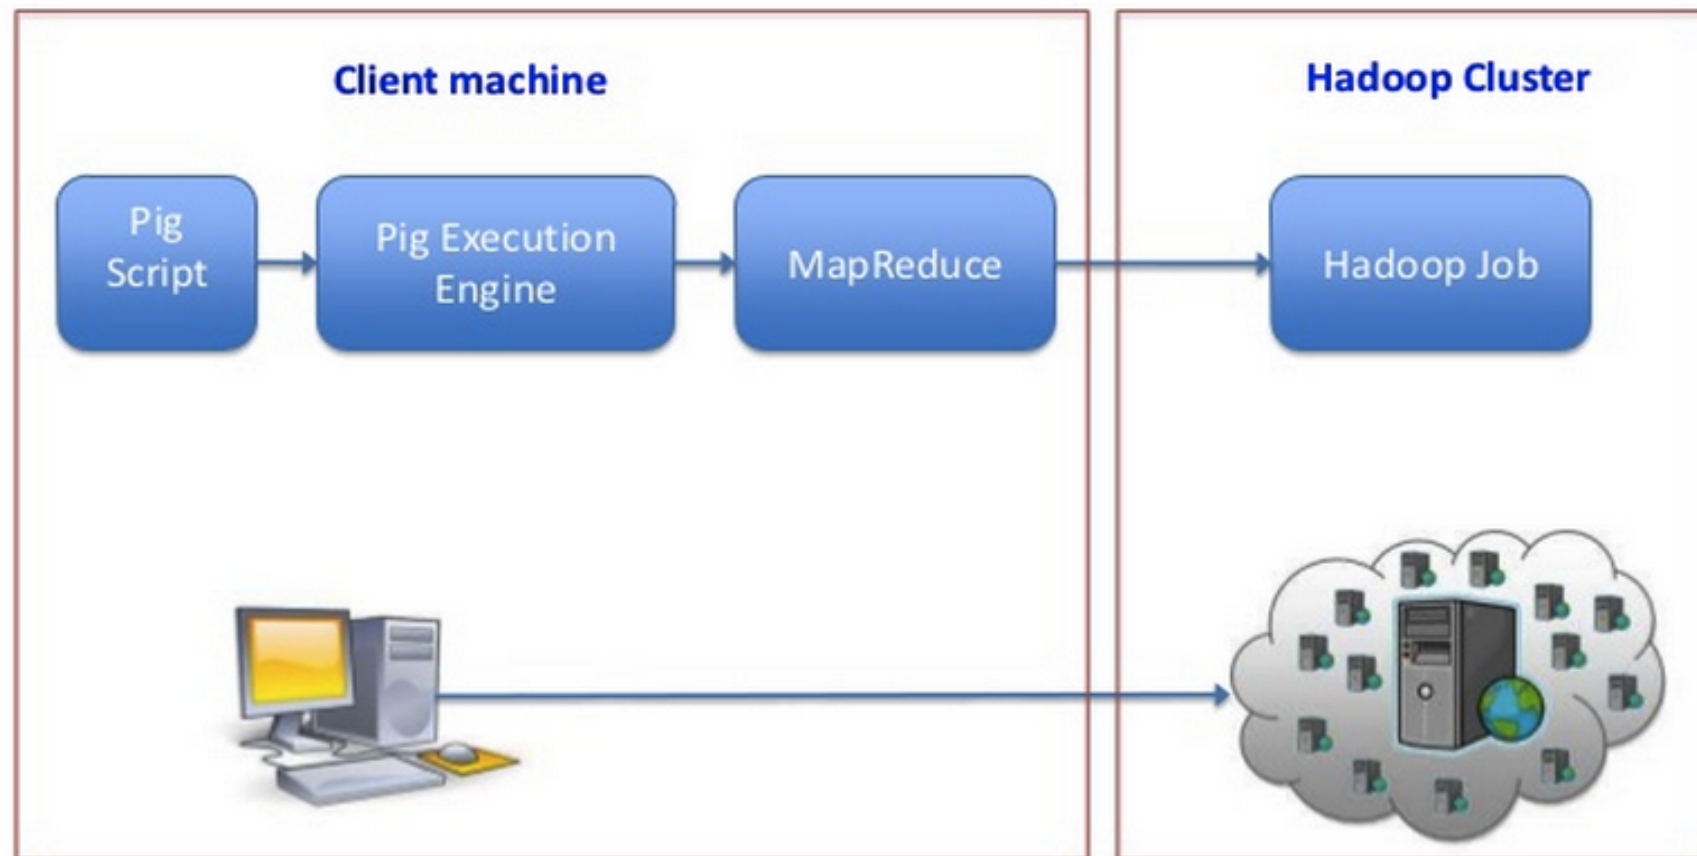 Client machine
Hadoop Cluster
Pig
Script
Pig Execution
Engine
MapReduce
Hadoop Job